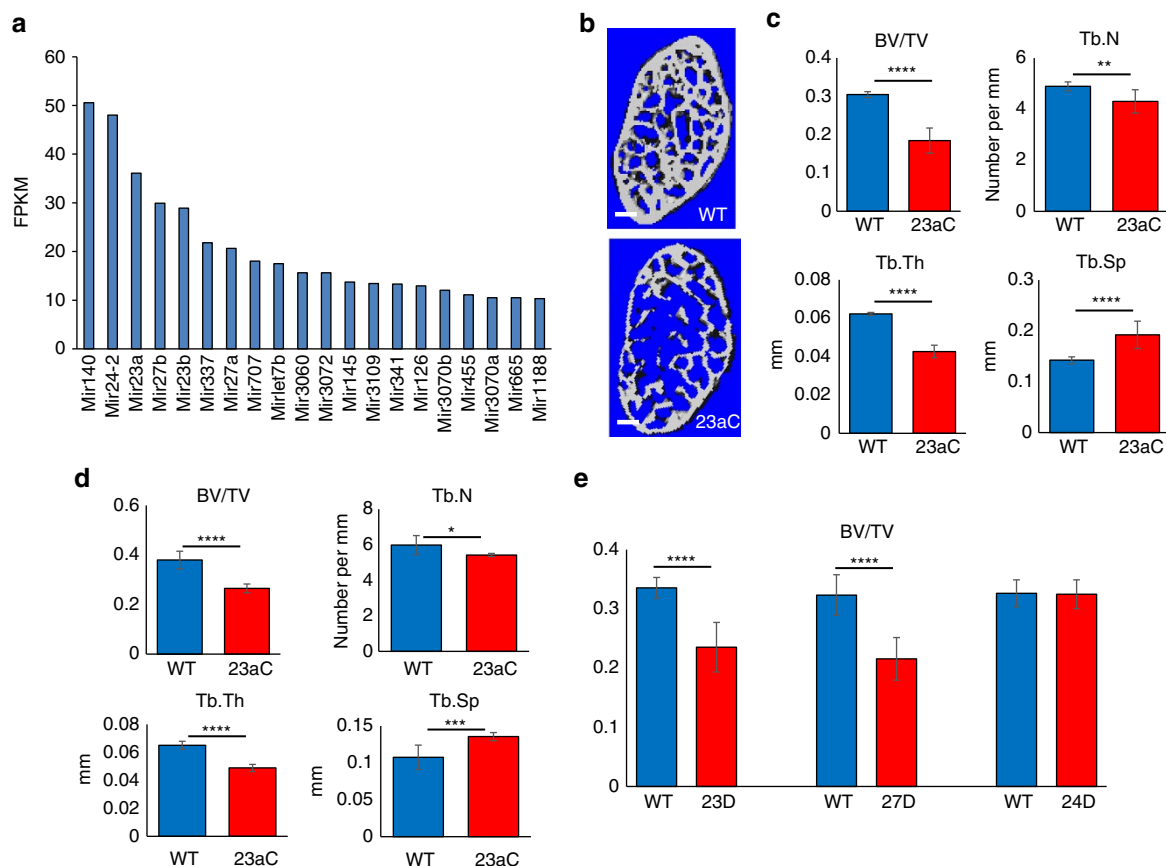 a
60
50
40
30
20
10
0
FPKM
Mir140
Mir24-2
Mir23a
Mir27b
Mir23b
Mir337
Mir27a
Mir707
Mirlet7b
Mir3060
Mir3072
Mir145
Mir3109
Mir341
Mir126
Mir3070b
Mir455
Mir3070a
Mir665
Mir1188
b
WT
23aC
c
BV/TV
0.4
0.3
0.2
0.1
0
****
WT 23aC
Tb.N
Number per mm
6
4
2
0
**
WT 23aC
Tb.Th
mm
0.08
0.06
0.04
0.02
0
****
WT 23aC
Tb.Sp
mm
0.3
0.2
0.1
0
****
WT 23aC
d
BV/TV
0.6
0.4
0.2
0
****
WT 23aC
Tb.N
Number per mm
8
6
4
2
0
*
WT 23aC
Tb.Th
mm
0.08
0.06
0.04
0.02
0
****
WT 23aC
Tb.Sp
mm
0.15
0.1
0.05
0
***
WT 23aC
e
BV/TV
0.4
0.3
0.2
0.1
0
****
****
WT 23D WT 27D WT 24D